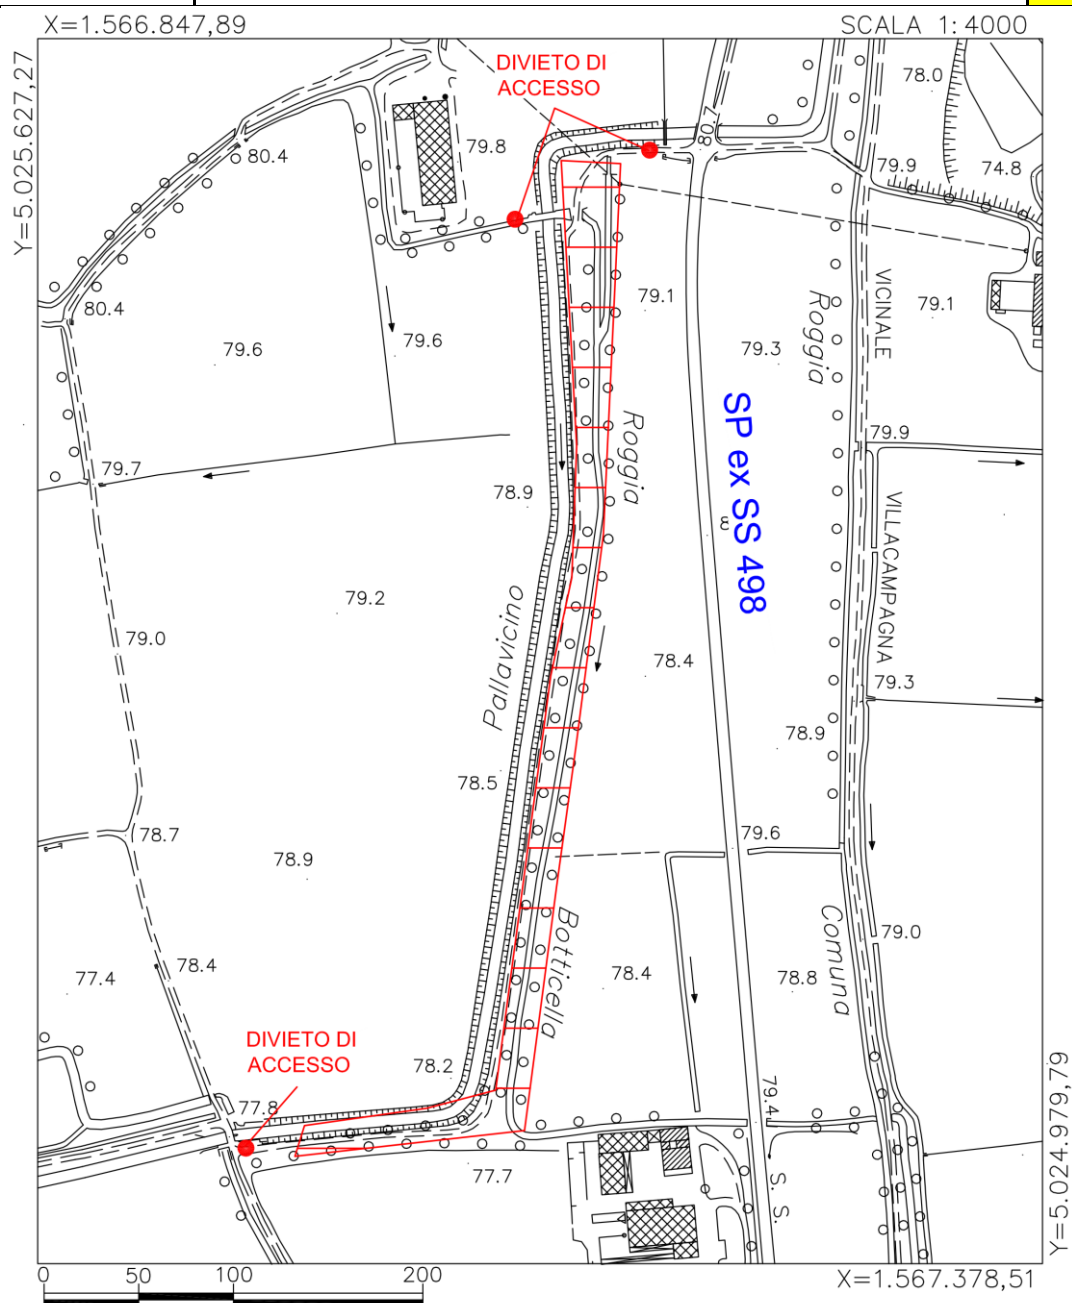 X=1.566.847,89
SCALA 1:4000
Y=5.025.627,27
DIVIETO DI
ACCESSO
80.7
78.0
79.8
80.4
79.9
74.8
80.4
79.6
79.6
79.1
79.3
Roggia
VICINALE
79.1
SP ex SS 498
Roggia
79.9
79.7
78.9
VILLACAMPAGNA
79.2
Pallavicino
79.0
78.4
79.3
78.9
78.5
78.7
79.6
78.9
Botticella
Comuna
79.0
77.4
78.4
78.4
78.8
DIVIETO DI
ACCESSO
78.2
77.8
79.4
77.7
S. S.
Y=5.024.979,79
0
50
100
200
X=1.567.378,51